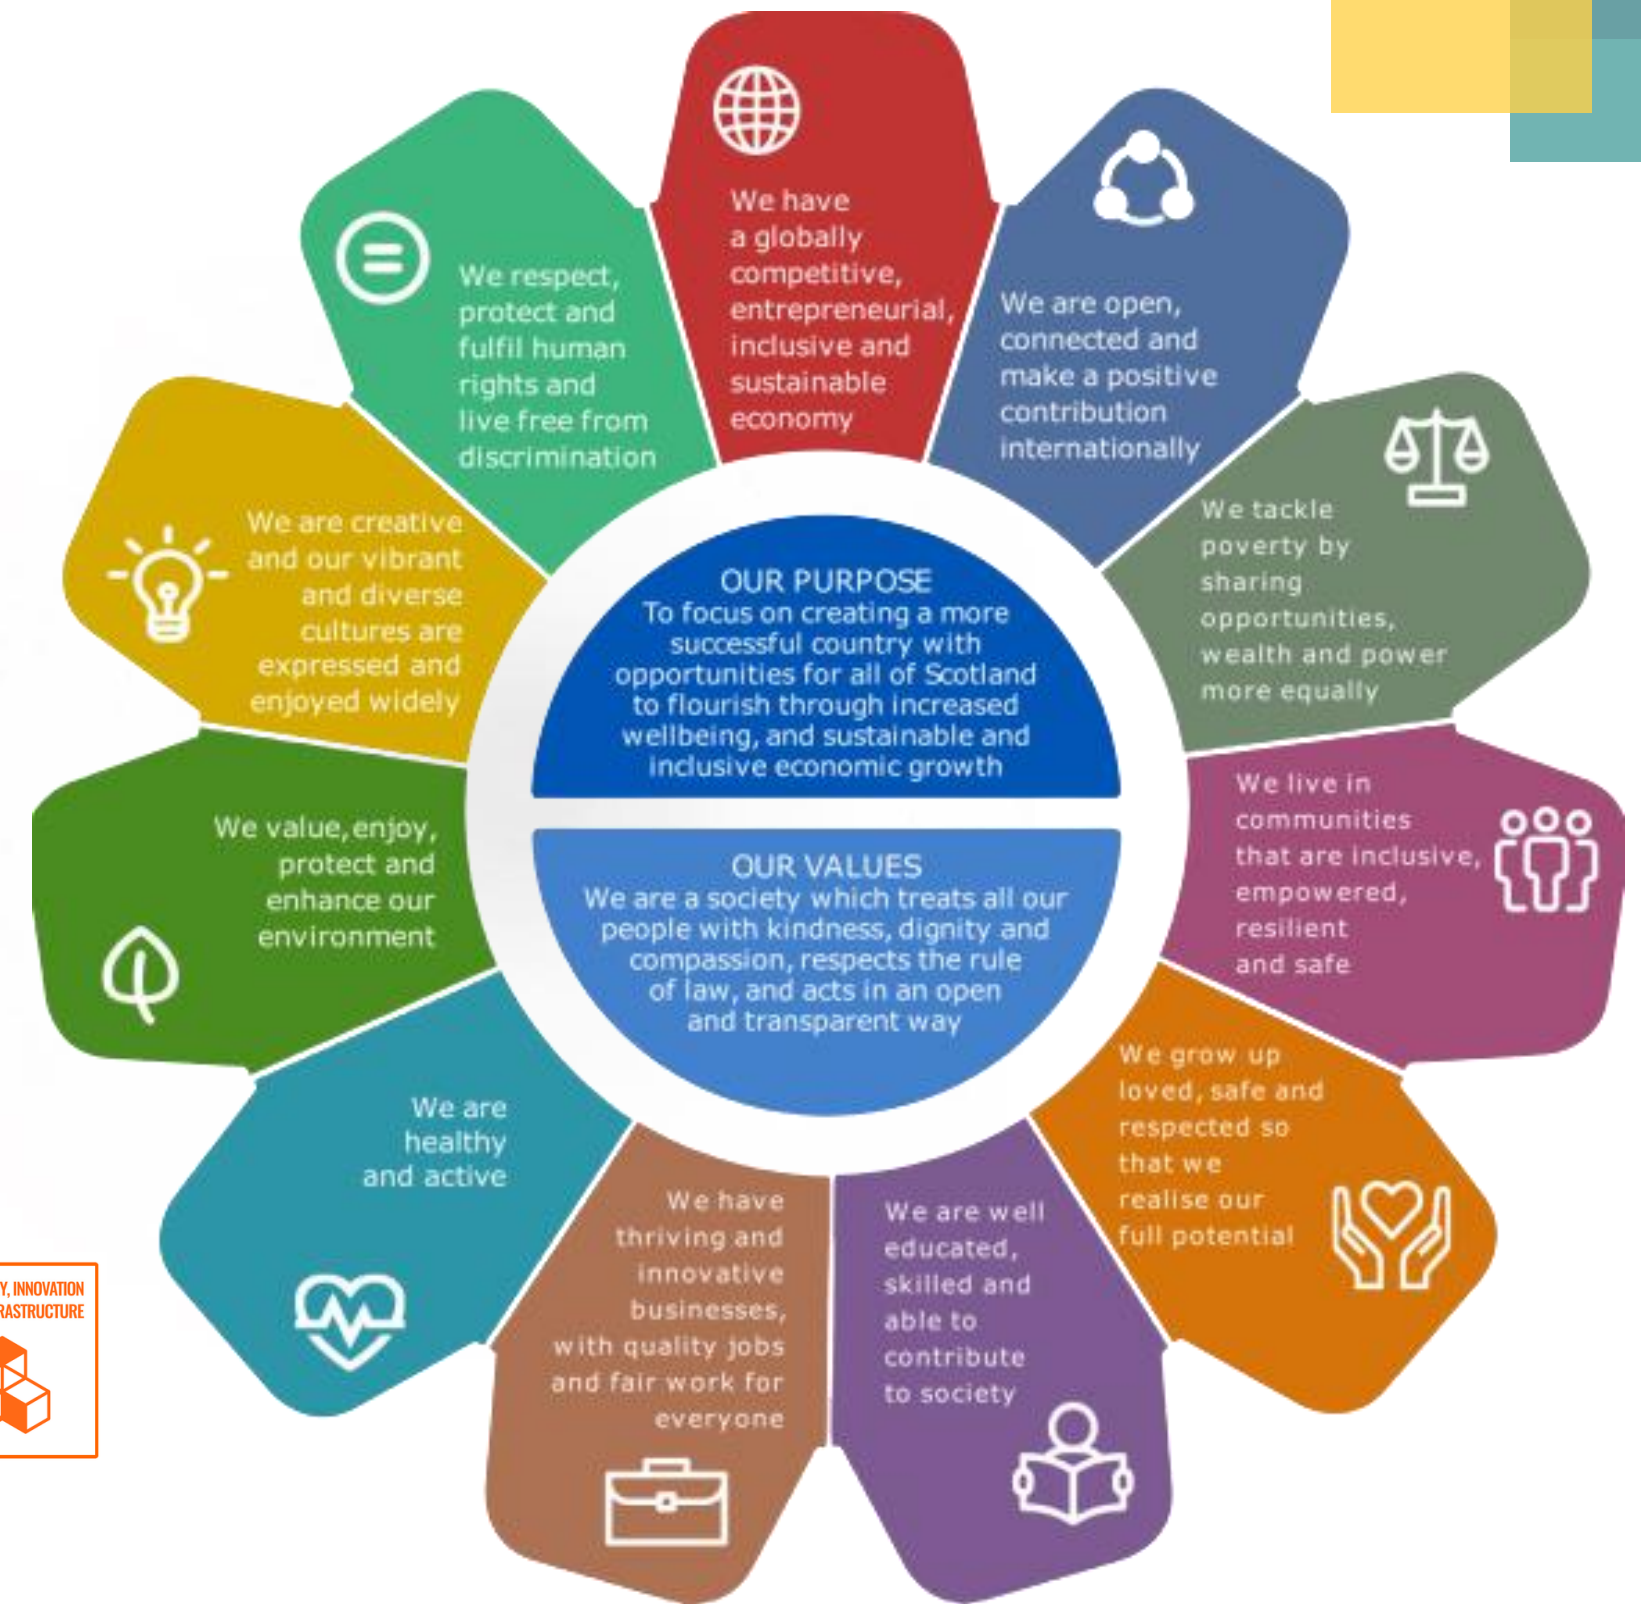 We have
a globally
competitive,
entrepreneurial,
inclusive and
sustainable
economy
We are open,
connected and
make a positive
contribution
internationally
We tackle
poverty by
sharing
opportunities,
wealth and power
more equally
We live in
communities
that are inclusive,
empowered,
resilient
and safe
We grow up
loved, safe and
respected so
that we
realise our
full potential
We are well
educated,
skilled and
able to
contribute
to society
We have
thriving and
innovative
businesses,
with quality jobs
and fair work for
everyone
We are
healthy
and active
We value, enjoy,
protect and
enhance our
environment
We are creative
and our vibrant
and diverse
cultures are
expressed and
enjoyed widely
We respect,
protect and
fulfil human
rights and
live free from
discrimination
OUR PURPOSE
To focus on creating a more
successful country with
opportunities for all of Scotland
to flourish through increased
wellbeing, and sustainable and
inclusive economic growth
OUR VALUES
We are a society which treats all our
people with kindness, dignity and
compassion, respects the rule
of law, and acts in an open
and transparent way
Y, INNOVATION
RASTRUCTURE